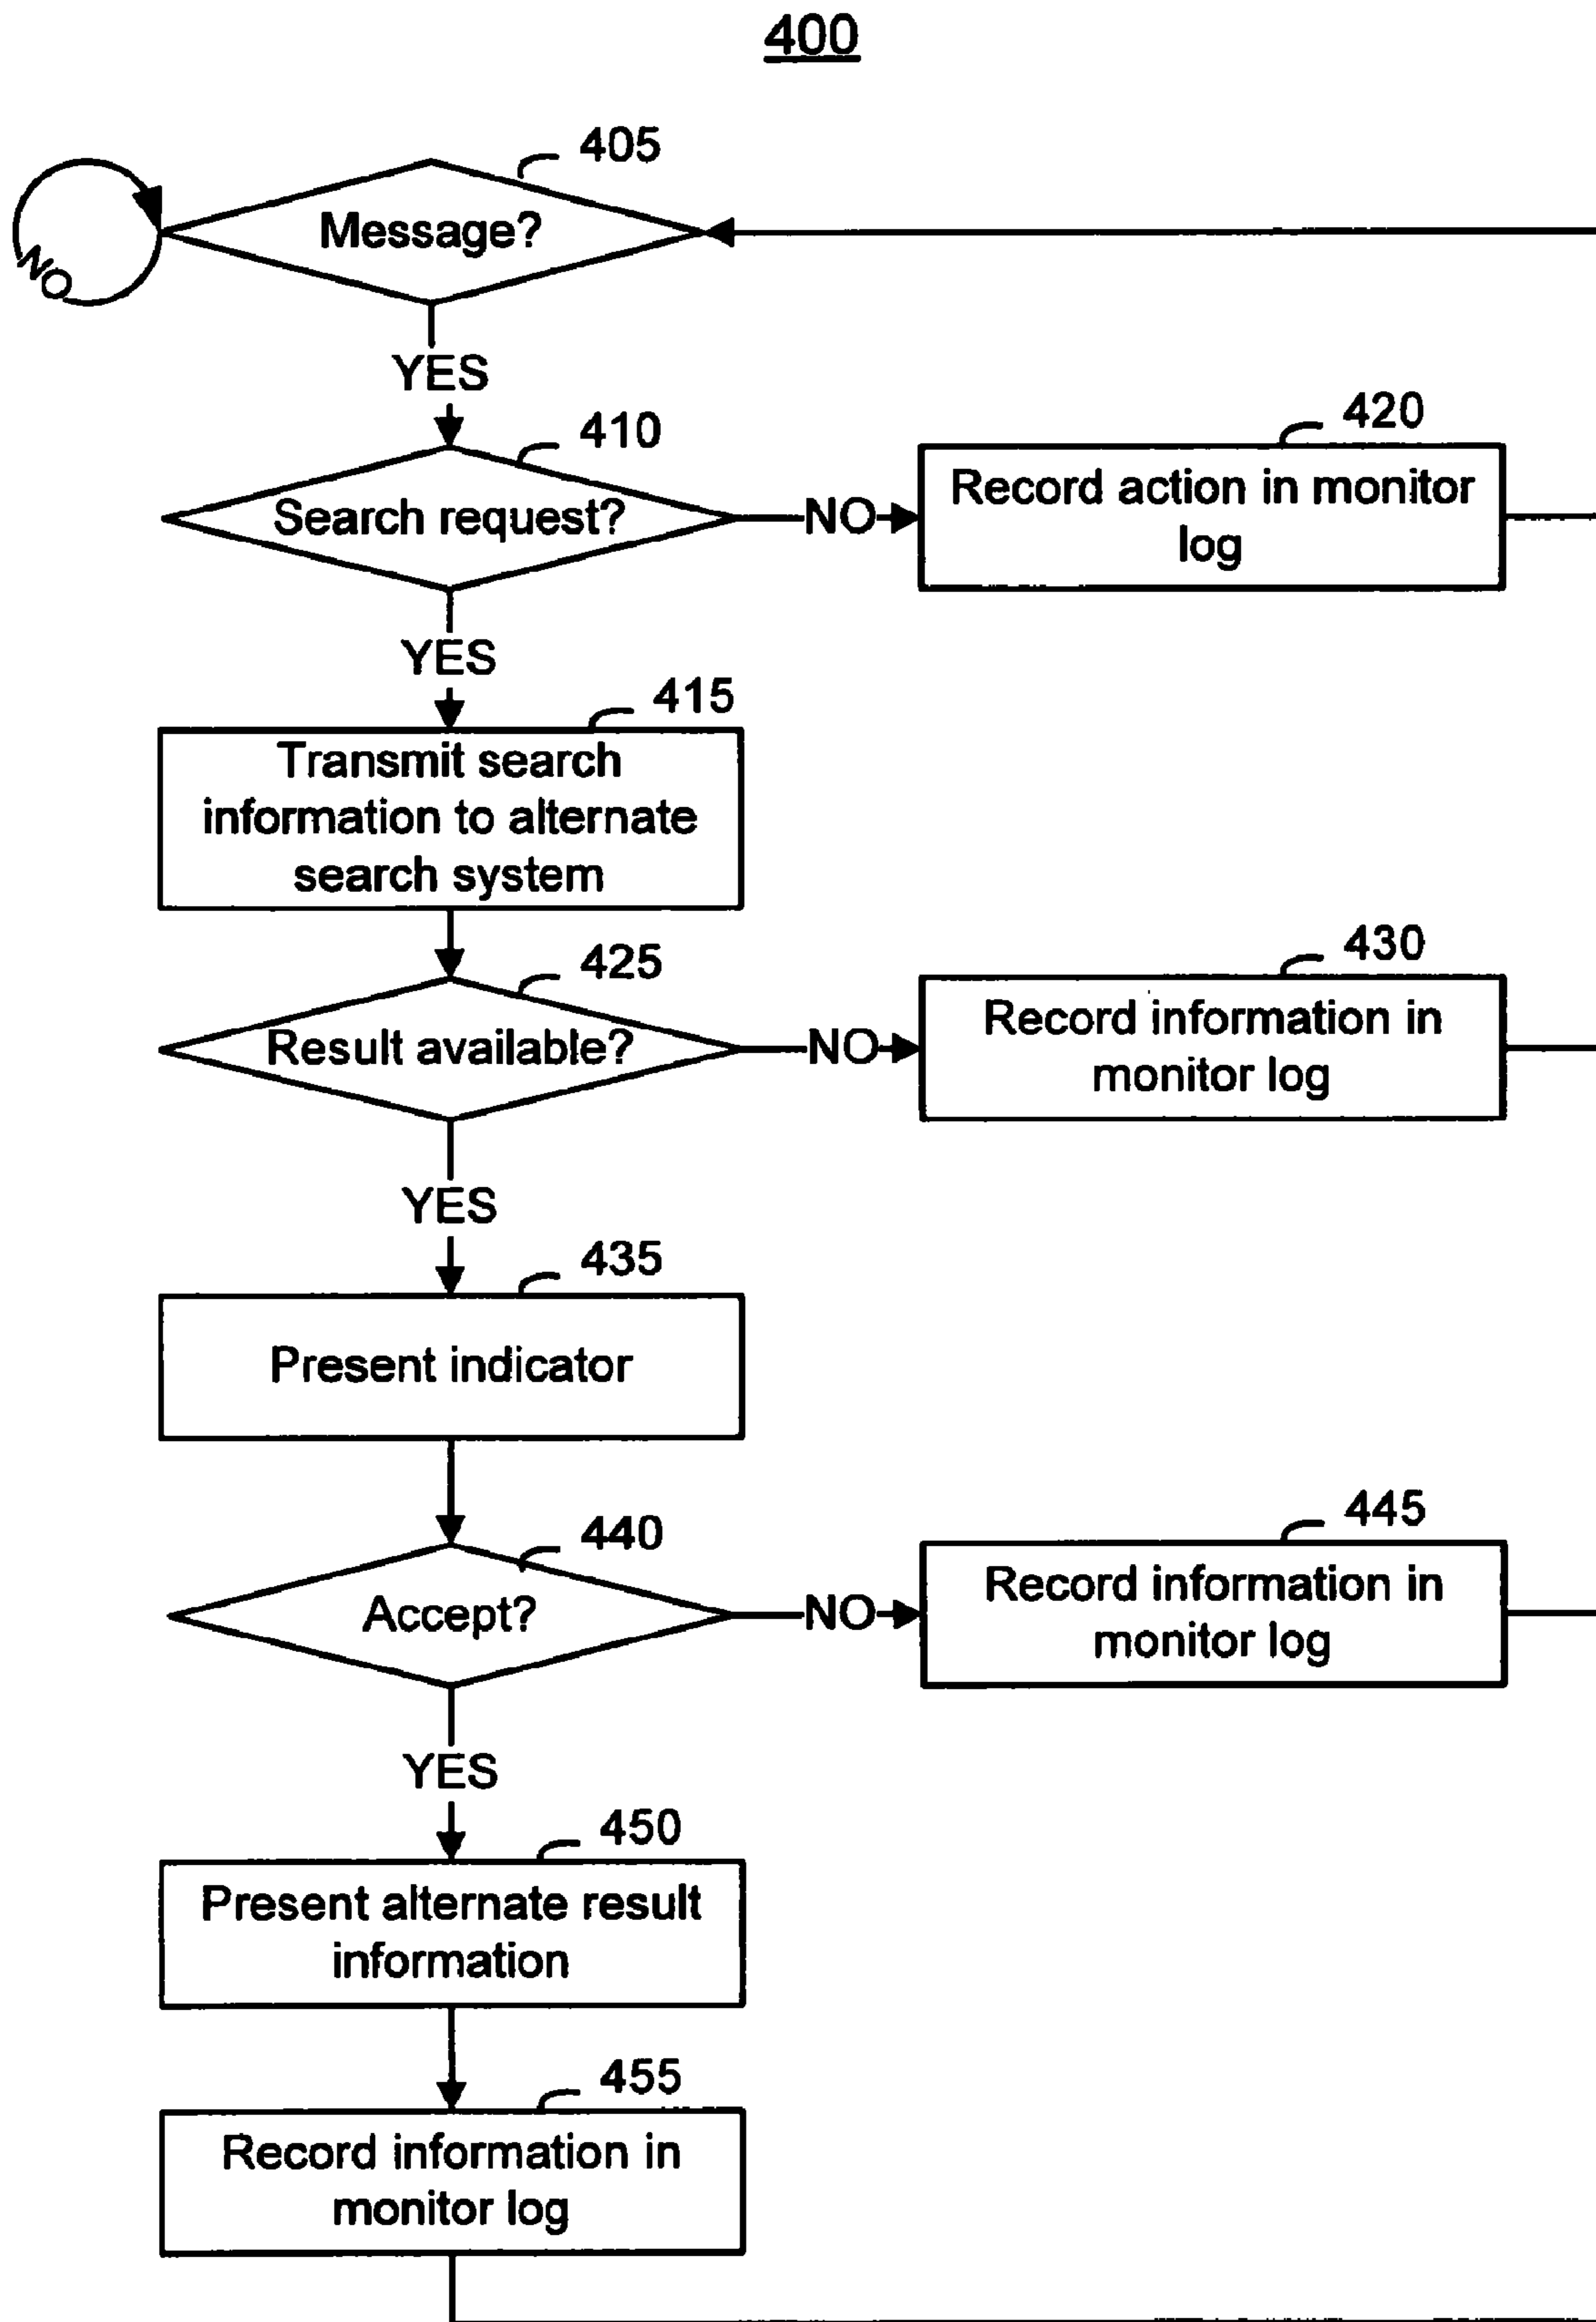 400
405
Message?
NO
YES
410
Search request?
NO
420
Record action in monitor
log
YES
415
Transmit search
information to alternate
search system
425
Result available?
NO
430
Record information in
monitor log
YES
435
Present indicator
440
Accept?
NO
445
Record information in
monitor log
YES
450
Present alternate result
information
455
Record information in
monitor log